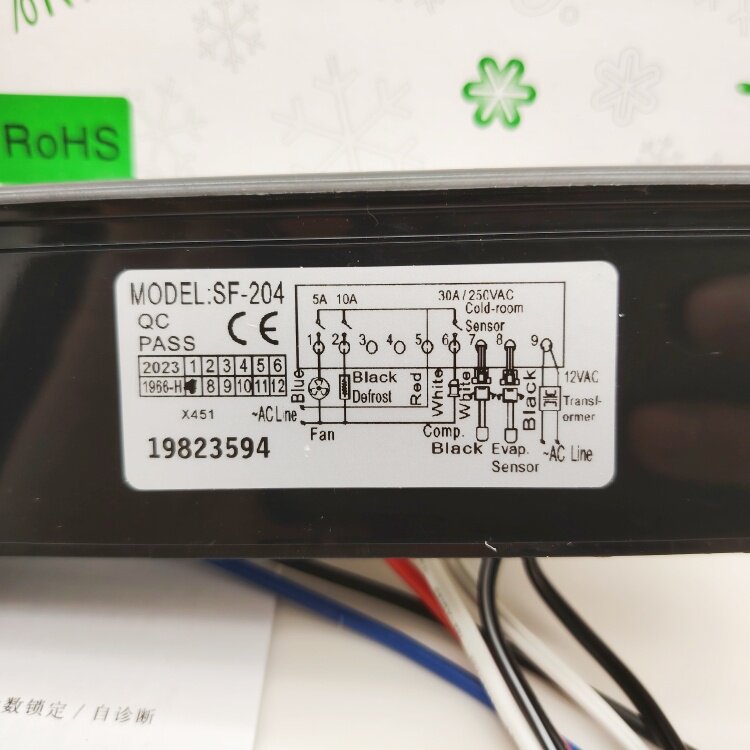 RoHS
MODEL:SF-204
QC
PASS
CE
2023 1 2 3 4 5 6
1966-H 8 9 10 11 12
X451
19823594
5A 10A 30A/250VAC
Cold-room
Sensor
1 2 3 4 5 6 7 8 9
Blue
Black
Defrost
Red
White
White
Black
12VAC
Transf-
ormer
~AC Line
Fan
Comp.
Black
Evap.
Sensor
~AC Line
数锁定 / 自诊断